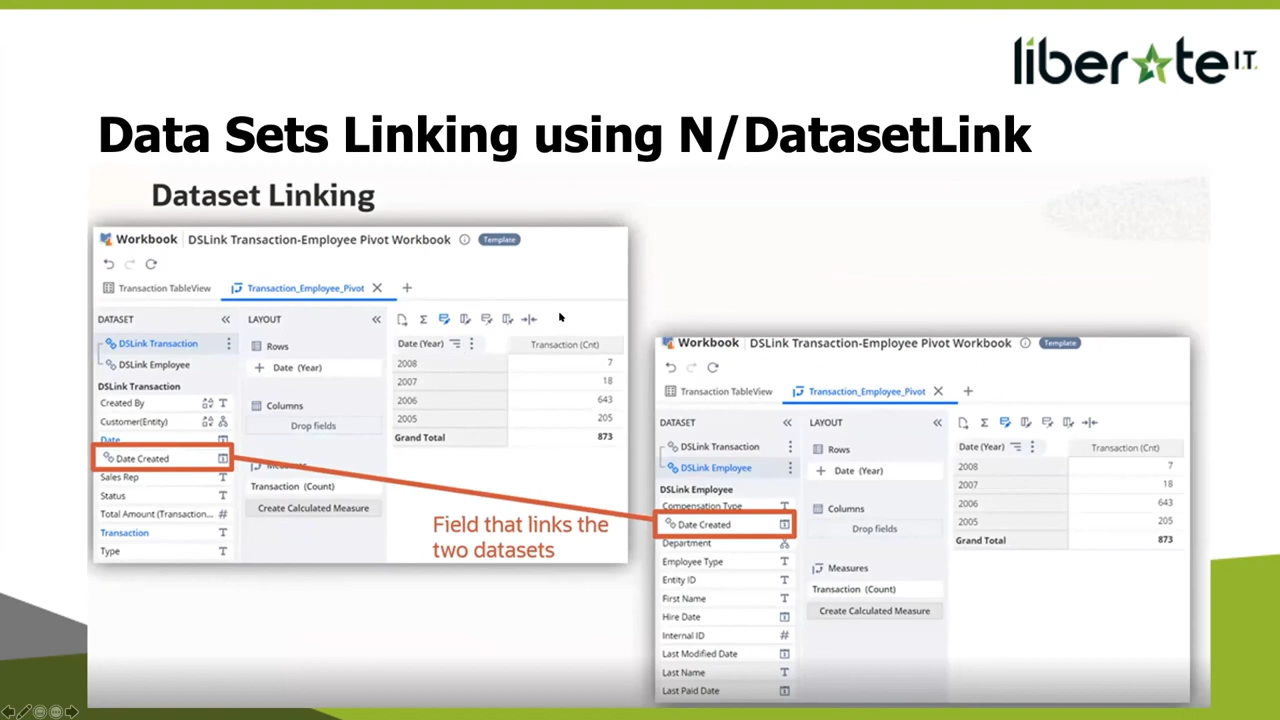 liberate I.T.
Data Sets Linking using N/DatasetLink
Dataset Linking
Workbook DSLink Transaction-Employee Pivot Workbook Template
Transaction TableView Transaction_Employee_Pivot
DATASET LAYOUT
DSLink Transaction
DSLink Employee
DSLink Transaction
Created By
Customer(Entity)
Date
Date Created
Sales Rep
Status
Total Amount (Transaction...
Transaction
Type
Rows
Date (Year)
Columns
Drop fields
Measures
Transaction (Count)
Create Calculated Measure
Date (Year) Transaction (Cnt)
2008 7
2007 18
2006 643
2005 205
Grand Total 873
Field that links the
two datasets
Workbook DSLink Transaction-Employee Pivot Workbook Template
Transaction TableView Transaction_Employee_Pivot
DATASET LAYOUT
DSLink Transaction
DSLink Employee
DSLink Employee
Compensation Type
Date Created
Department
Employee Type
Entity ID
First Name
Hire Date
Internal ID
Last Modified Date
Last Name
Last Paid Date
Rows
Date (Year)
Columns
Drop fields
Measures
Transaction (Count)
Create Calculated Measure
Date (Year) Transaction (Cnt)
2008 7
2007 18
2006 643
2005 205
Grand Total 873